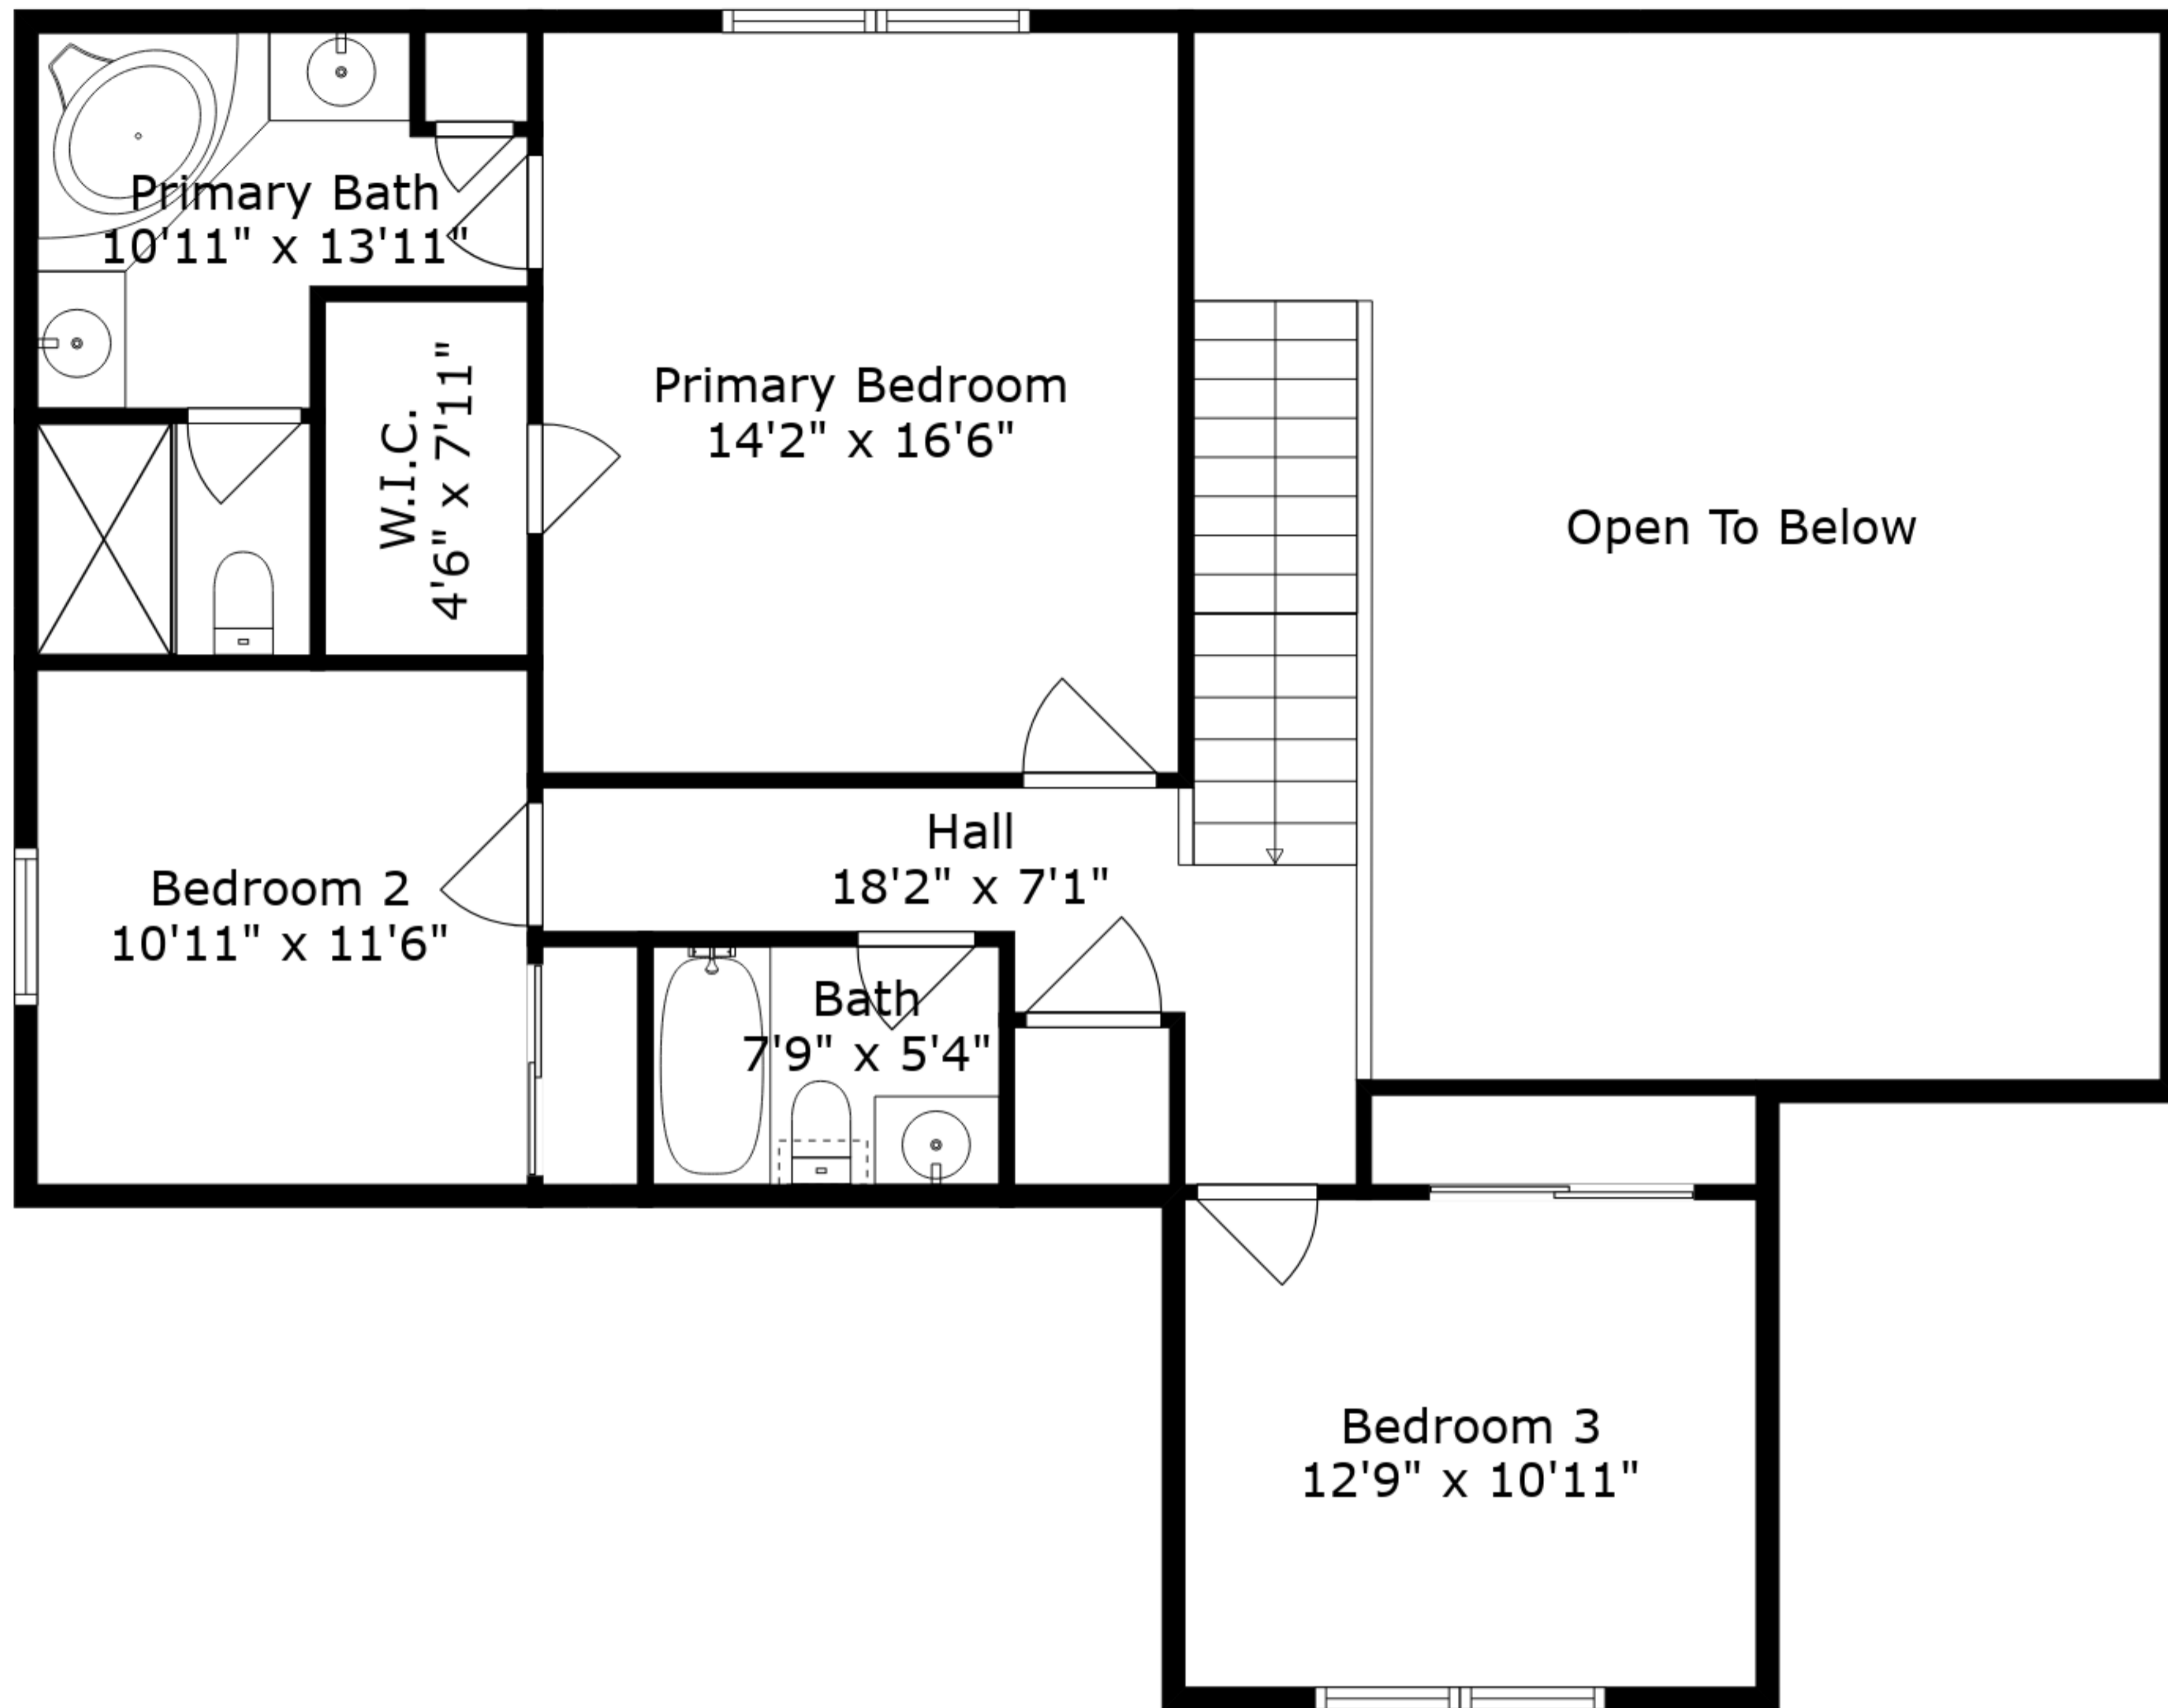 Primary Bath
10'11" x 13'11"
W.I.C.
4'6" x 7'11"
Primary Bedroom
14'2" x 16'6"
Open To Below
Hall
18'2" x 7'1"
Bedroom 2
10'11" x 11'6"
Bath
7'9" x 5'4"
Bedroom 3
12'9" x 10'11"